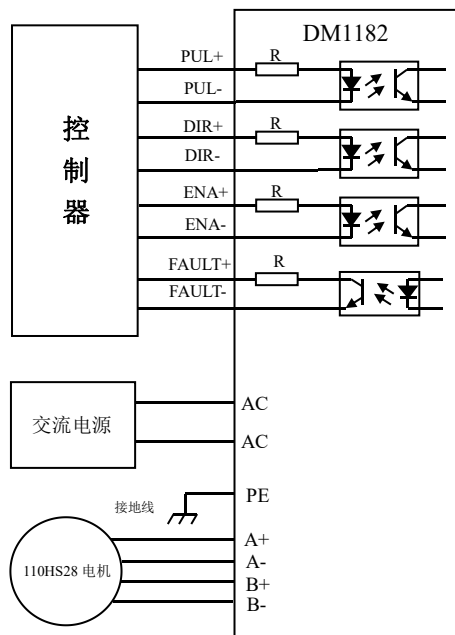 DM1182
PUL+
R
PUL-
DIR+
R
DIR-
ENA+
R
ENA-
FAULT+
R
FAULT-
控制器
交流电源
AC
AC
PE
接地线
A+
A-
B+
B-
110HS28 电机